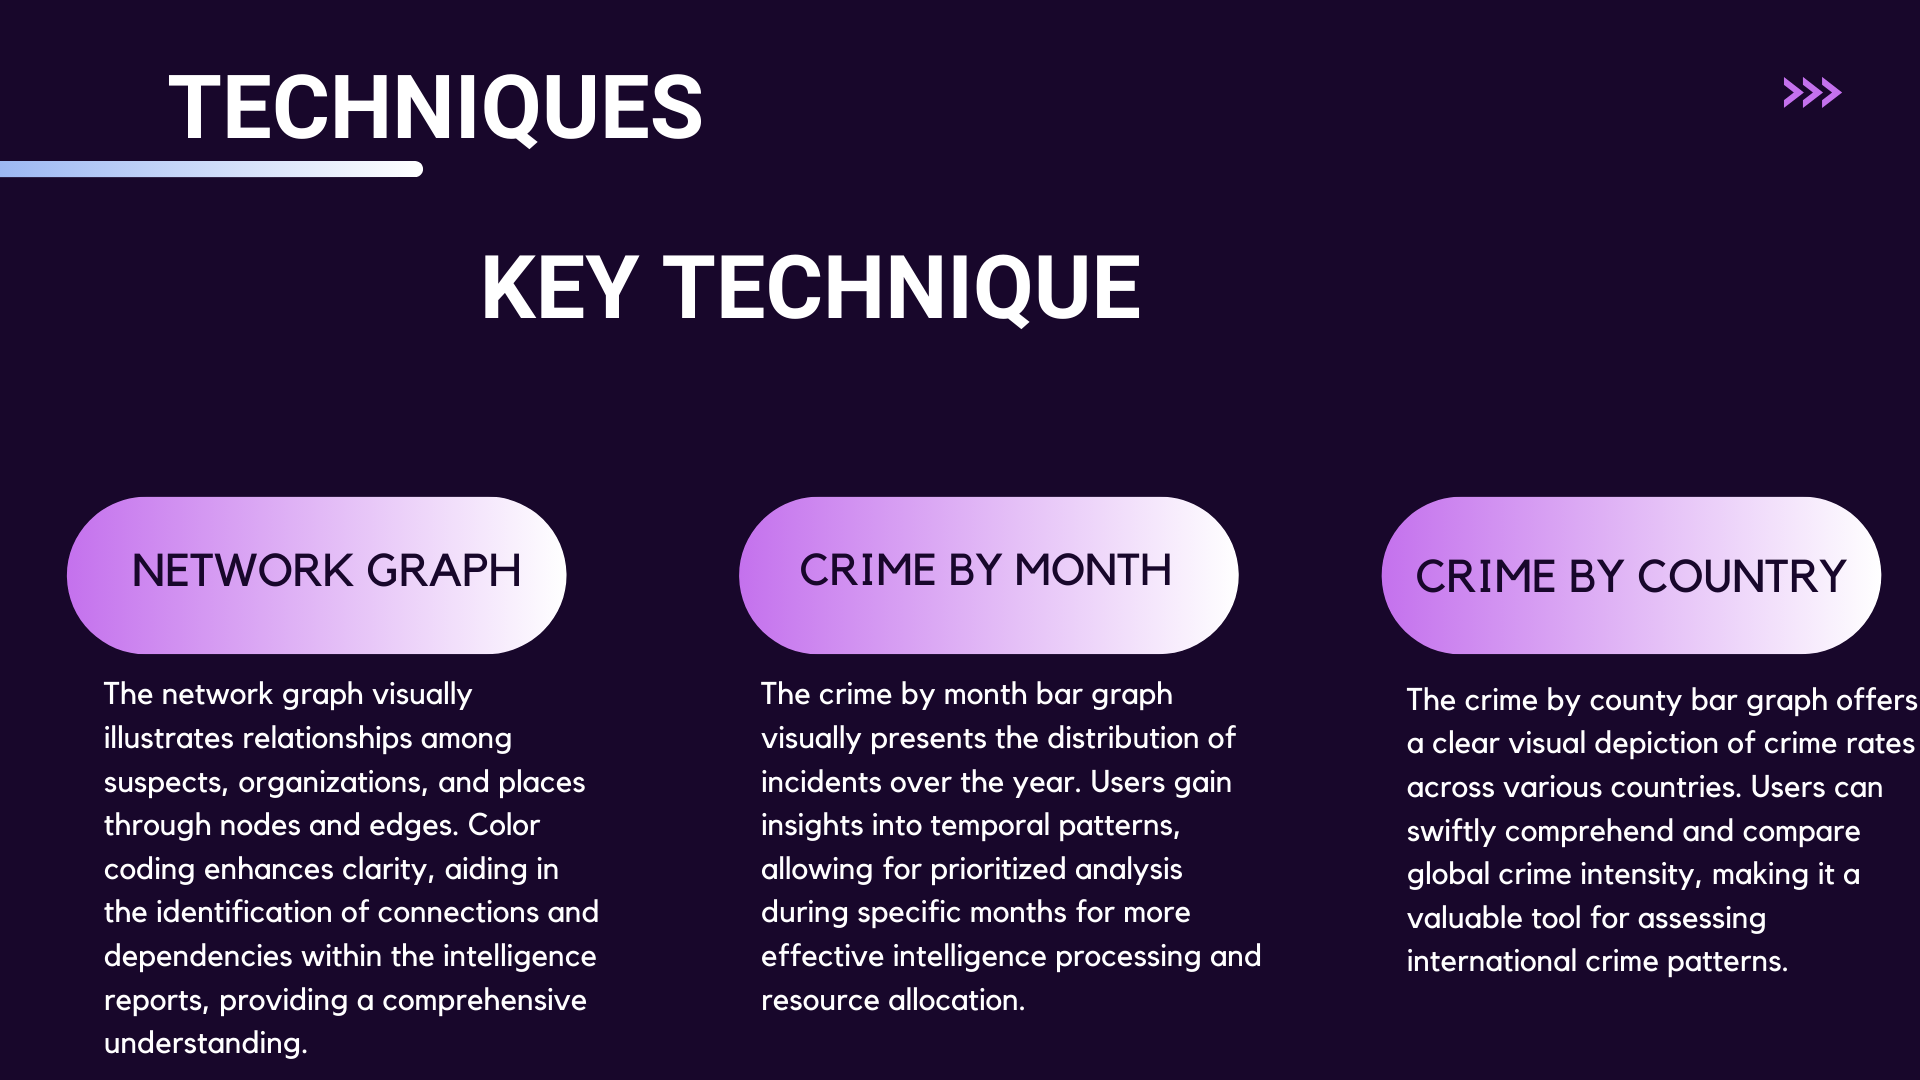 TECHNIQUES
KEY TECHNIQUE
NETWORK GRAPH
The network graph visually
illustrates relationships among
suspects, organizations, and places
through nodes and edges. Color
coding enhances clarity, aiding in
the identification of connections and
dependencies within the intelligence
reports, providing a comprehensive
understanding.
CRIME BY MONTH
The crime by month bar graph
visually presents the distribution of
incidents over the year. Users gain
insights into temporal patterns,
allowing for prioritized analysis
during specific months for more
effective intelligence processing and
resource allocation.
CRIME BY COUNTRY
The crime by county bar graph offers
a clear visual depiction of crime rates
across various countries. Users can
swiftly comprehend and compare
global crime intensity, making it a
valuable tool for assessing
international crime patterns.